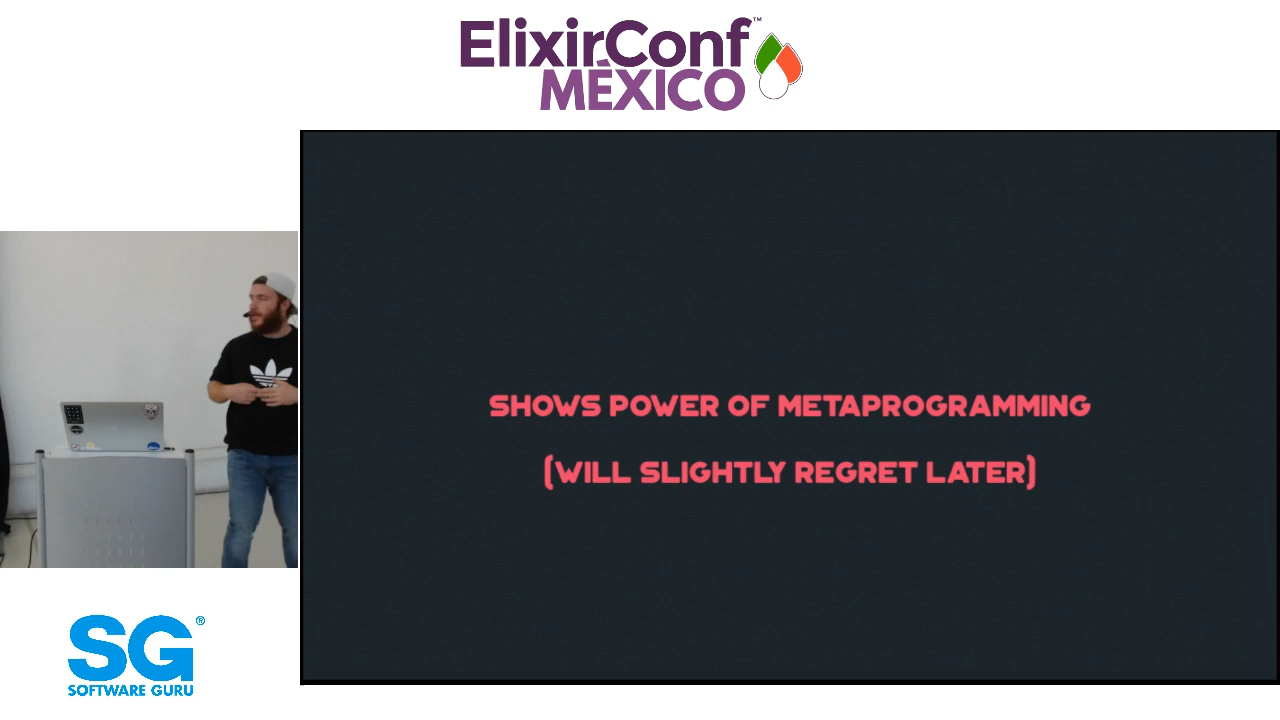 ElixirConf™
MÉXICO
SHOWS POWER OF METAPROGRAMMING
(WILL SLIGHTLY REGRET LATER)
SG®
SOFTWARE GURU